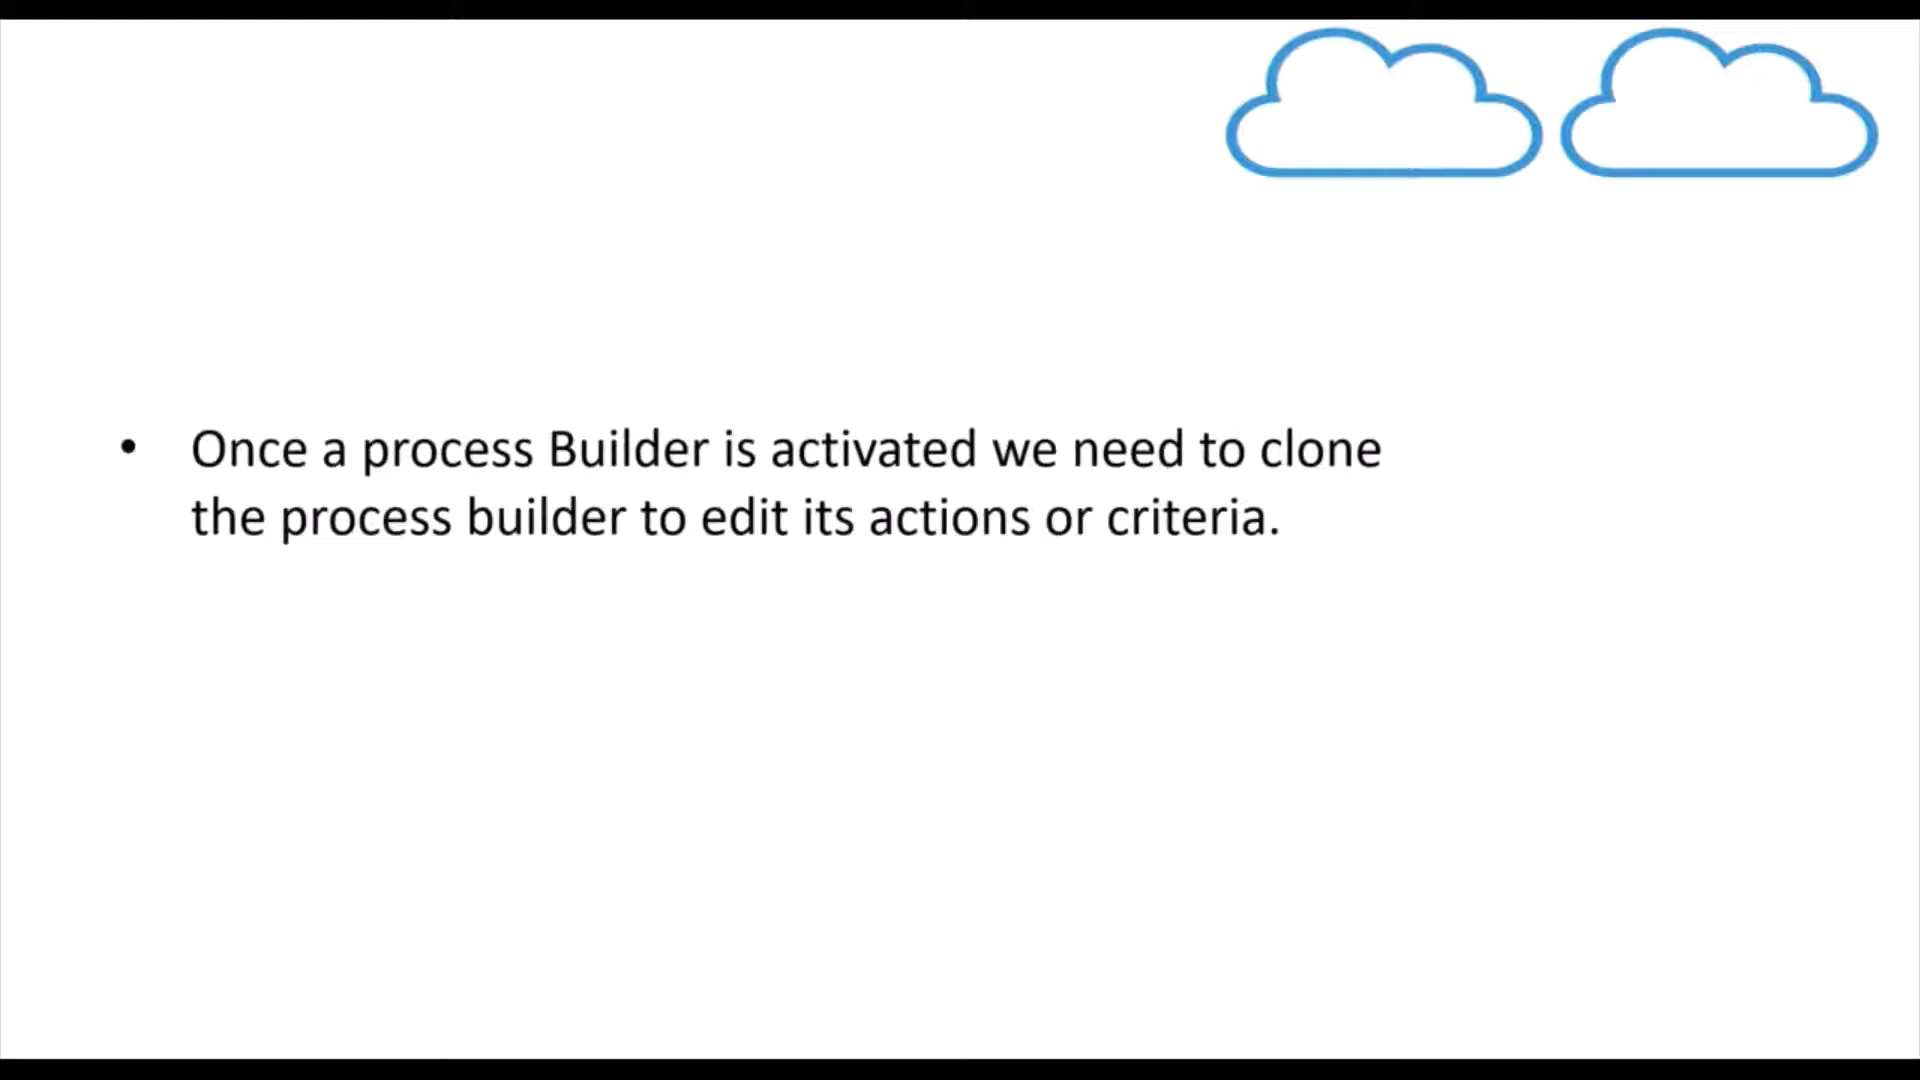 • Once a process Builder is activated we need to clone
the process builder to edit its actions or criteria.